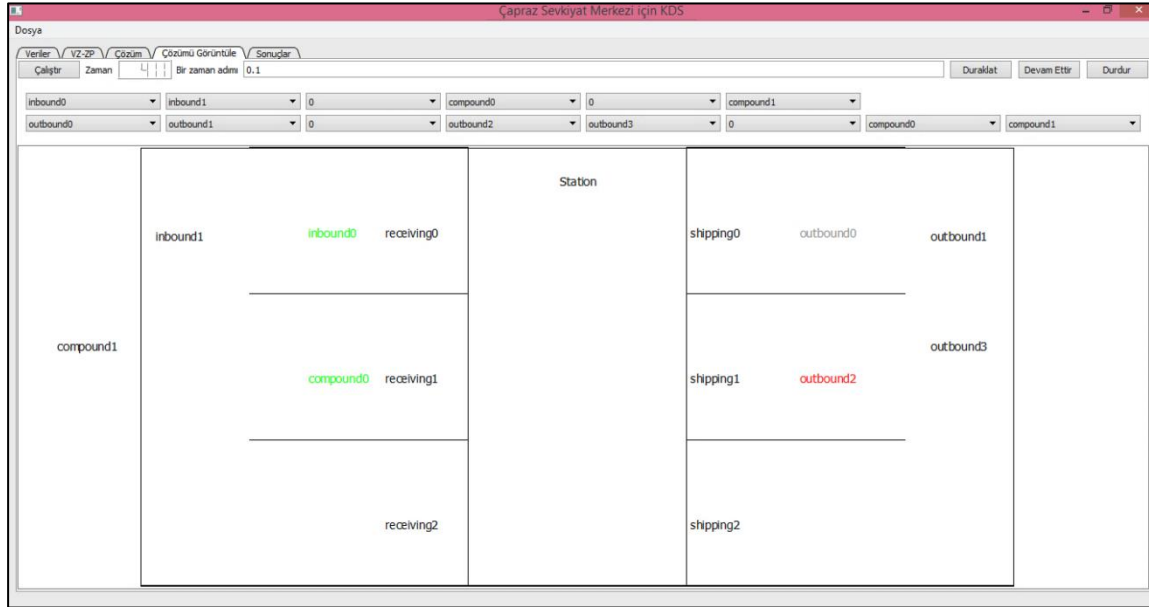 Çapraz Sevkiyat Merkezi için KDS
Dosya
Veriler VZ-ZP Çözüm Çözümü Görüntüle Sonuçlar
Çalıştır Zaman Bir zaman adımı 0.1 Duraklat Devam Ettir Durdur
inbound0 inbound1 0 compound0 0 compound1
outbound0 outbound1 0 outbound2 outbound3 0 compound0 compound1
Station
inbound1 inbound0 receiving0 shipping0 outbound0 outbound1
compound1 outbound3
compound0 receiving1 shipping1 outbound2
receiving2 shipping2